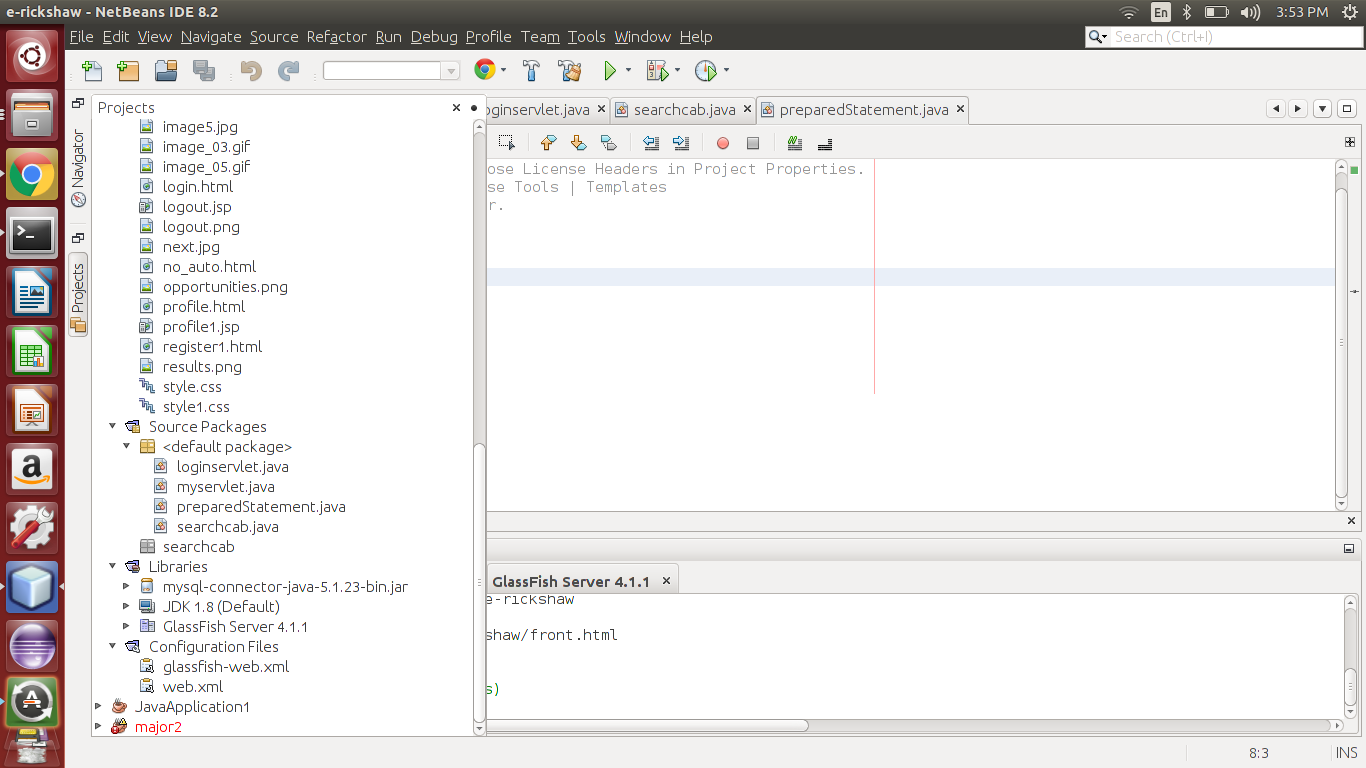 e-rickshaw - NetBeans IDE 8.2
En
3:53 PM
File Edit View Navigate Source Refactor Run Debug Profile Team Tools Window Help
Search (Ctrl+I)
Projects
oginservlet.java
searchcab.java
preparedStatement.java
Navigator
Projects
image5.jpg
image_03.gif
image_05.gif
login.html
logout.jsp
logout.png
next.jpg
no_auto.html
opportunities.png
profile.html
profile1.jsp
register1.html
results.png
style.css
style1.css
Source Packages
<default package>
loginservlet.java
myservlet.java
preparedStatement.java
searchcab.java
searchcab
Libraries
mysql-connector-java-5.1.23-bin.jar
JDK 1.8 (Default)
GlassFish Server 4.1.1
Configuration Files
glassfish-web.xml
web.xml
JavaApplication1
major2
ose License Headers in Project Properties.
se Tools | Templates
r.
GlassFish Server 4.1.1
e-rickshaw
shaw/front.html
s)
8:3
INS